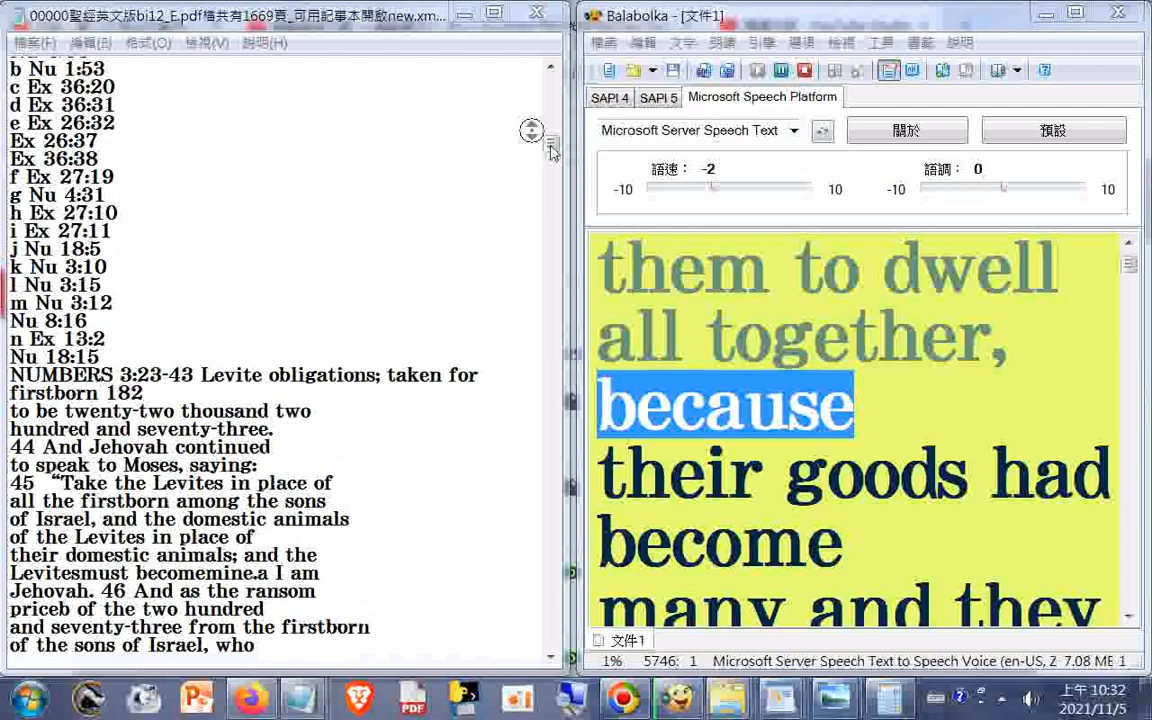 00000聖經英文版bi12_E.pdf檔共有1669頁_可用記事本開啟new.xm...
檔案(F) 編輯(E) 格式(O) 檢視(V) 說明(H)
b Nu 1:53
c Ex 36:20
d Ex 36:31
e Ex 26:32
Ex 26:37
Ex 36:38
f Ex 27:19
g Nu 4:31
h Ex 27:10
i Ex 27:11
j Nu 18:5
k Nu 3:10
l Nu 3:15
m Nu 3:12
Nu 8:16
n Ex 13:2
Nu 18:15
NUMBERS 3:23-43 Levite obligations; taken for
firstborn 182
to be twenty-two thousand two
hundred and seventy-three.
44 And Jehovah continued
to speak to Moses, saying:
45 “Take the Levites in place of
all the firstborn among the sons
of Israel, and the domestic animals
of the Levites in place of
their domestic animals; and the
Levitesmust becomemine.a I am
Jehovah. 46 And as the ransom
priceb of the two hundred
and seventy-three from the firstborn
of the sons of Israel, who
Balabolka - [文件1]
檔案 編輯 文字 朗讀 引擎 選項 檢視 工具 書籤 說明
SAPI 4 SAPI 5 Microsoft Speech Platform
Microsoft Server Speech Text -> 關於 預設
語速： -2 語調： 0
-10 10 -10 10
them to dwell
all together,
because
their goods had
become
many and they
文件1
1% 5746: 1 Microsoft Server Speech Text to Speech Voice (en-US, Z 7.08 ME 1
PDF
上午 10:32
2021/11/5